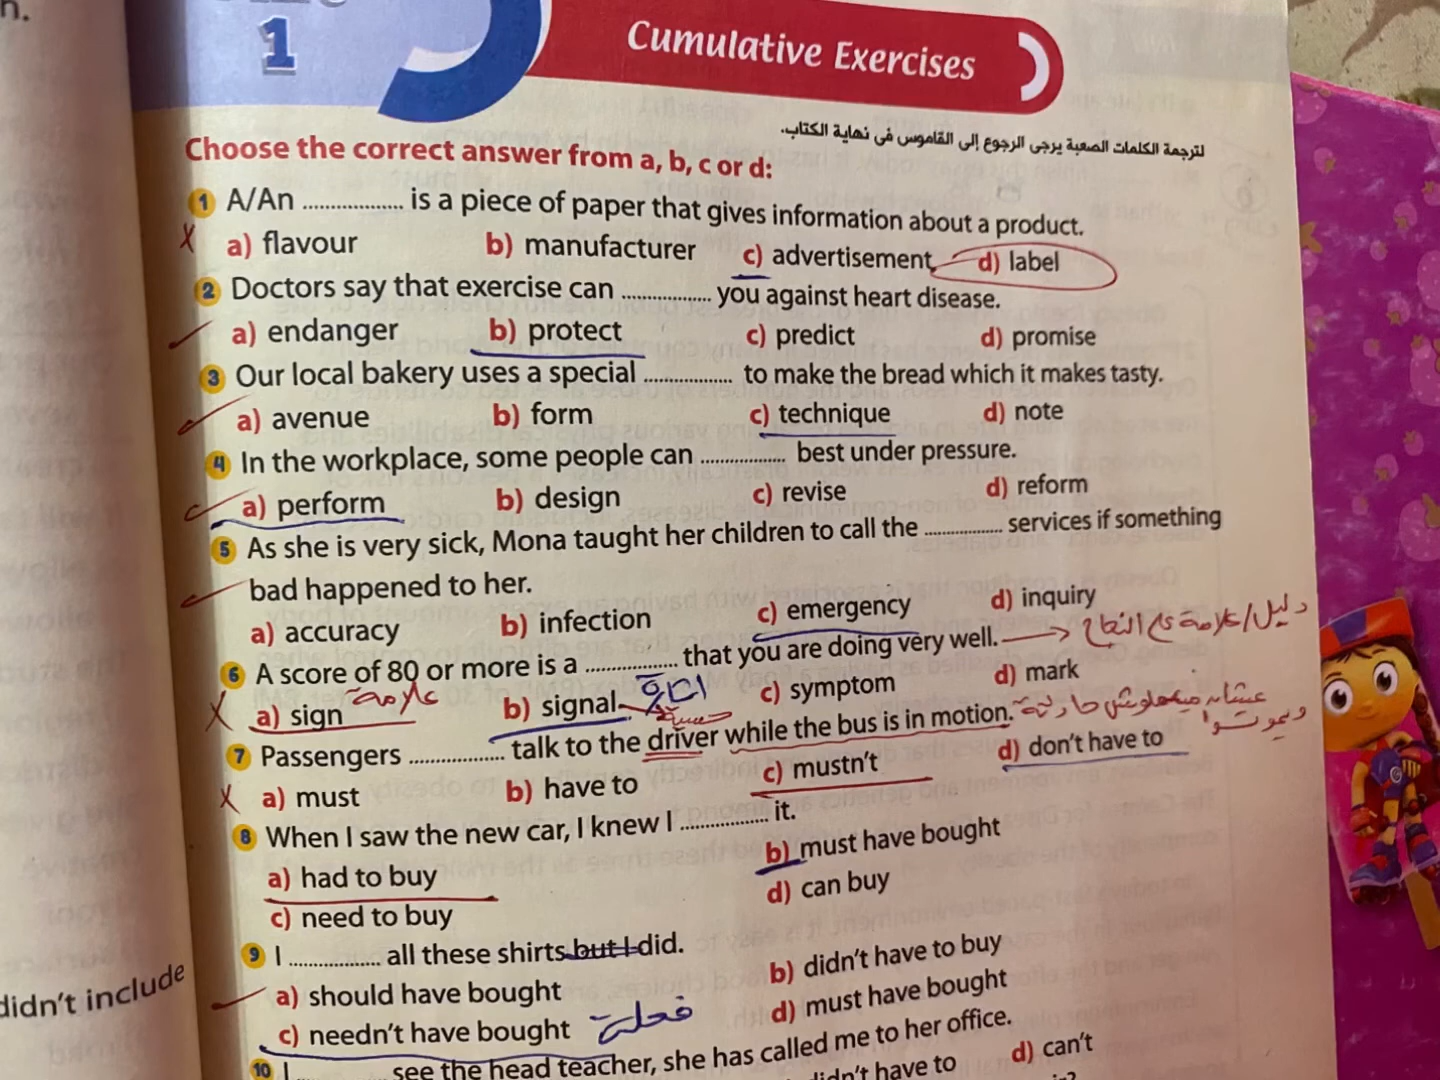 n.
1
Cumulative Exercises
لترجمة الكلمات الصعبة يرجى الرجوع إلى القاموس فى نهاية الكتاب.
Choose the correct answer from a, b, c or d:
1 A/An .................. is a piece of paper that gives information about a product.
X a) flavour b) manufacturer c) advertisement d) label
2 Doctors say that exercise can ................ you against heart disease.
a) endanger b) protect c) predict d) promise
3 Our local bakery uses a special ................ to make the bread which it makes tasty.
a) avenue b) form c) technique d) note
4 In the workplace, some people can ............... best under pressure.
a) perform b) design c) revise d) reform
5 As she is very sick, Mona taught her children to call the .............. services if something
bad happened to her.
a) accuracy b) infection c) emergency d) inquiry
دليل/علامة على النجاح
6 A score of 80 or more is a ................ that you are doing very well.
X a) sign علامة b) signal c) symptom d) mark
7 Passengers ................. talk to the driver while the bus is in motion.
X a) must b) have to c) mustn't d) don't have to
8 When I saw the new car, I knew I ................ it.
a) had to buy b) must have bought
c) need to buy d) can buy
9 I ................ all these shirts but I did.
didn't include
a) should have bought b) didn't have to buy
c) needn't have bought d) must have bought
10 I ................ see the head teacher, she has called me to her office.
didn't have to d) can't